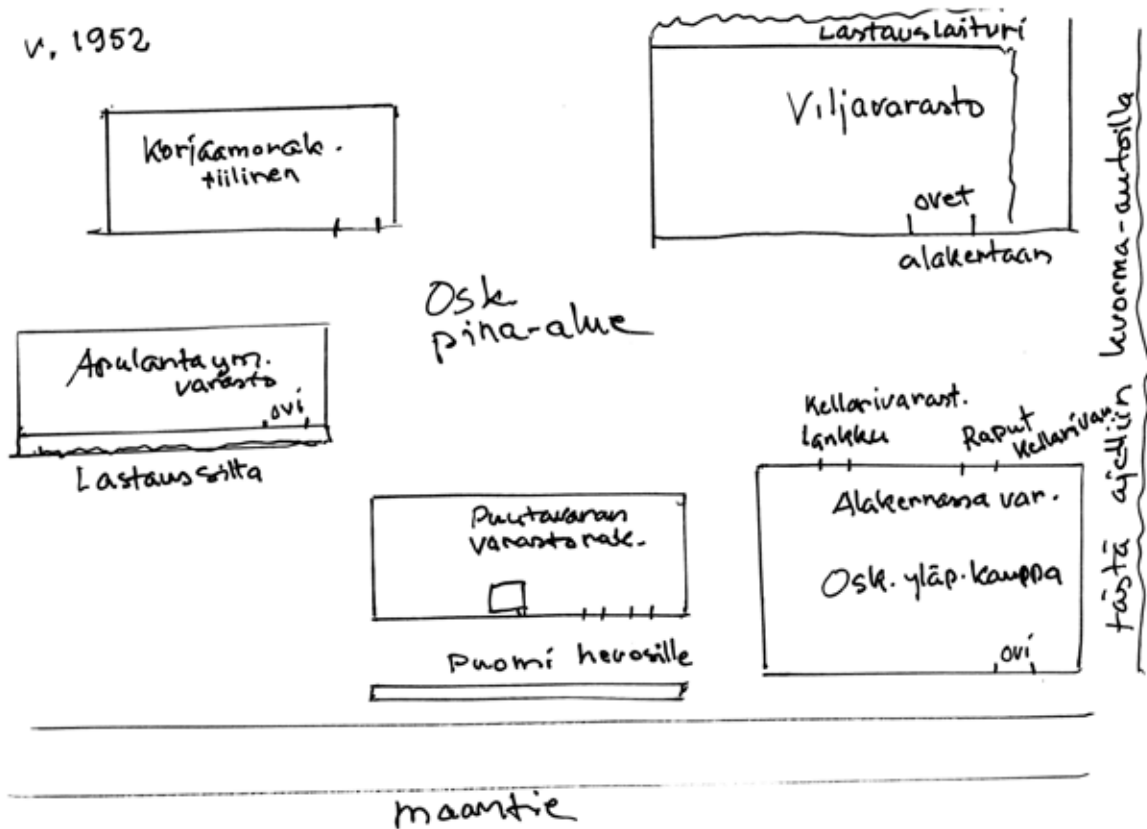 v. 1952
Lastauslaituri
Viljavarasto
ovet
alakertaan
Korjaamorak.
tiilinen
Osk
piha-alue
Apulanta ym.
varasto
ovi
Lastaussilta
Kellarivarast.
lankku
Raput
Kellarivar.
Alakerrassa var.
Osk. yläp. kauppa
ovi
Puutavaran
varastorak.
Puomi hevosille
maantie
tästä ajettiin kuorma-autoilla